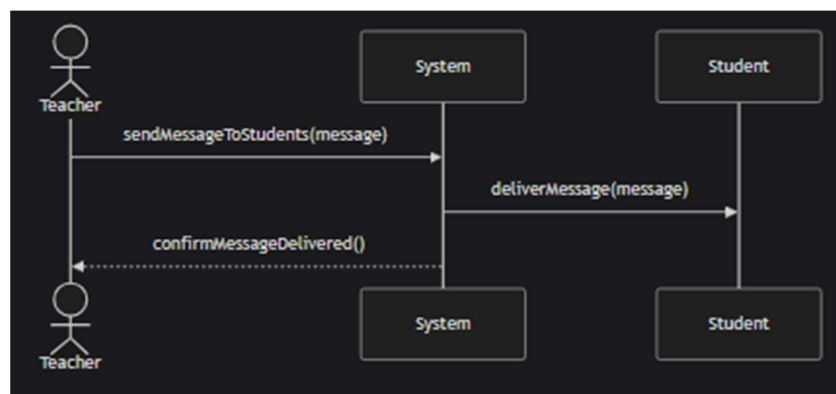 System
Student
Teacher
sendMessageToStudents(message)
deliverMessage(message)
confirmMessageDelivered()
System
Student
Teacher